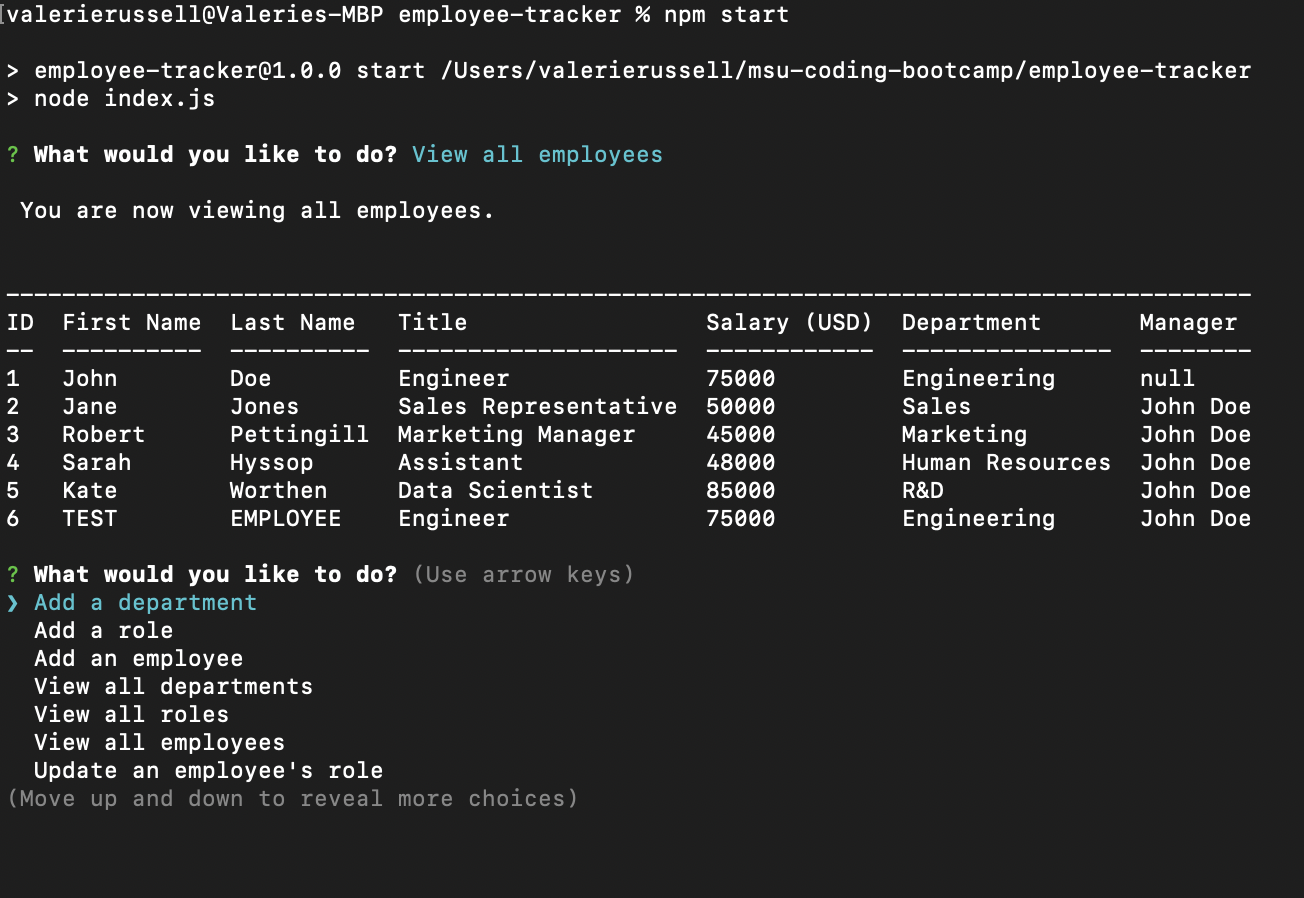 [valerierussell@Valeries-MBP employee-tracker % npm start
> employee-tracker@1.0.0 start /Users/valerierussell/msu-coding-bootcamp/employee-tracker
> node index.js
? What would you like to do? View all employees
You are now viewing all employees.
ID First Name Last Name Title Salary (USD) Department Manager
1 John Doe Engineer 75000 Engineering null
2 Jane Jones Sales Representative 50000 Sales John Doe
3 Robert Pettingill Marketing Manager 45000 Marketing John Doe
4 Sarah Hyssop Assistant 48000 Human Resources John Doe
5 Kate Worthen Data Scientist 85000 R&D John Doe
6 TEST EMPLOYEE Engineer 75000 Engineering John Doe
? What would you like to do? (Use arrow keys)
❯ Add a department
Add a role
Add an employee
View all departments
View all roles
View all employees
Update an employee's role
(Move up and down to reveal more choices)